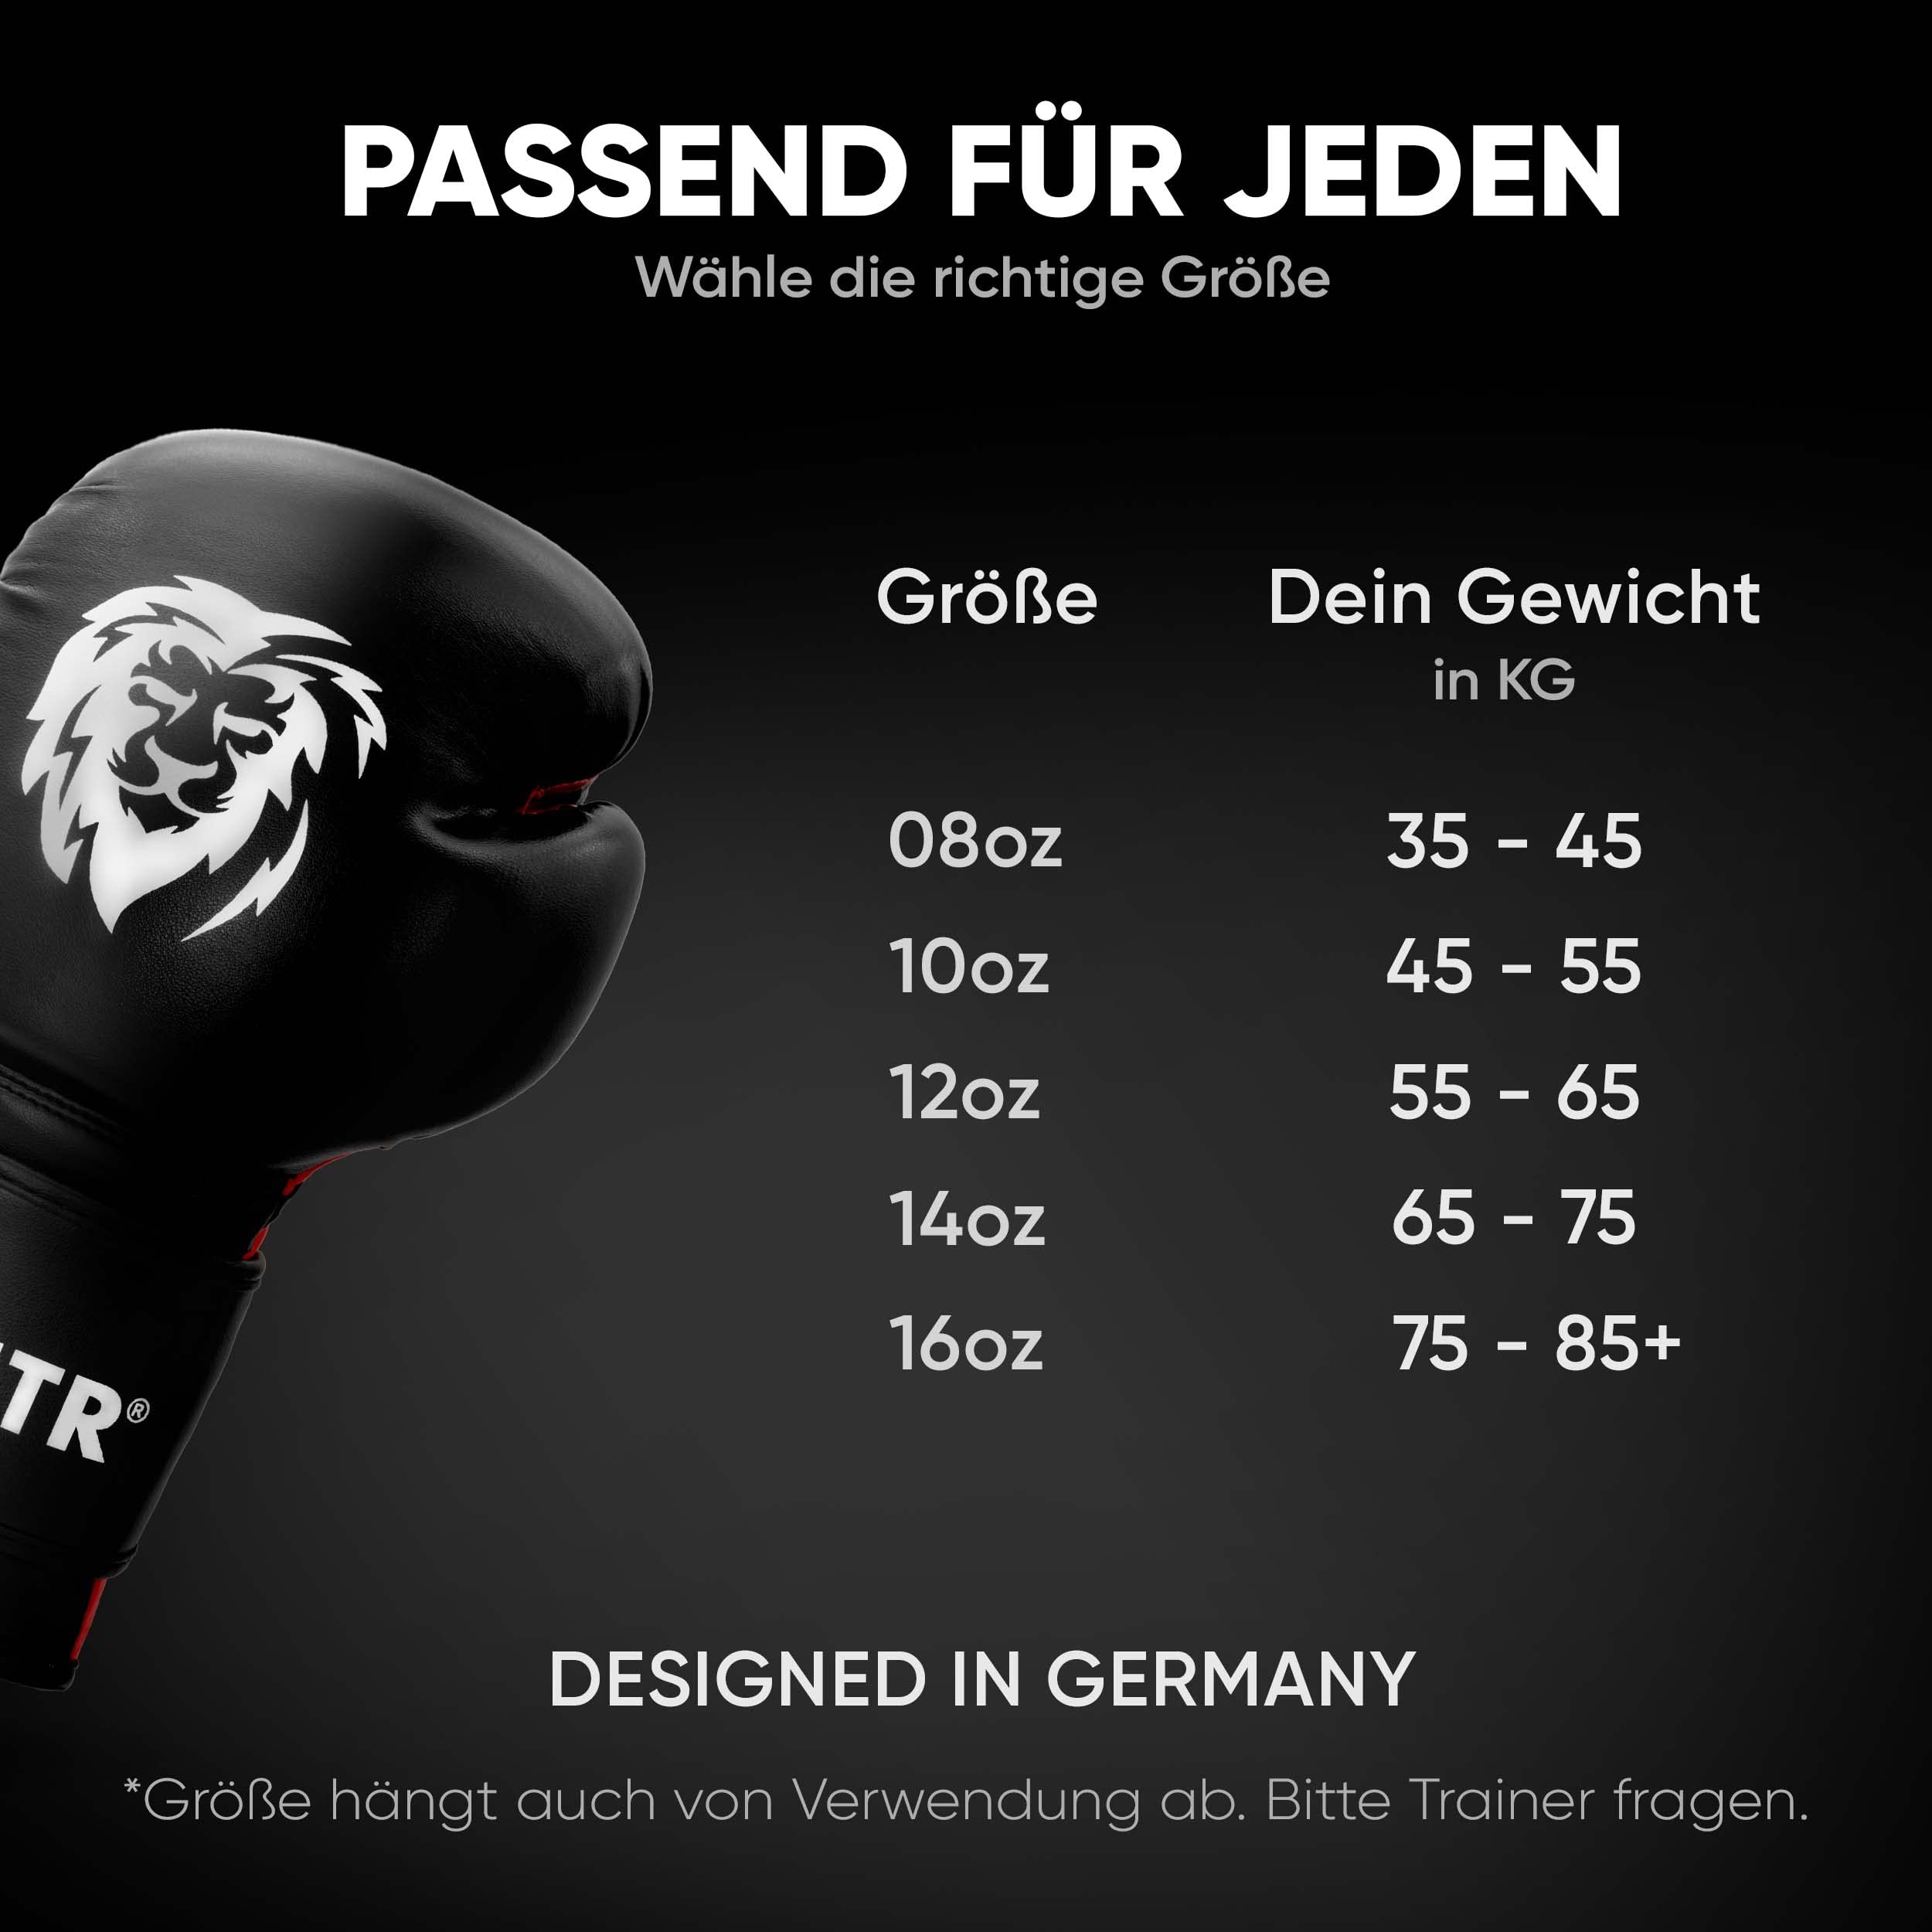 PASSEND FÜR JEDEN
Wähle die richtige Größe
Größe Dein Gewicht
in KG
08oz 35 - 45
10oz 45 - 55
12oz 55 - 65
14oz 65 - 75
16oz 75 - 85+
TR®
DESIGNED IN GERMANY
*Größe hängt auch von Verwendung ab. Bitte Trainer fragen.